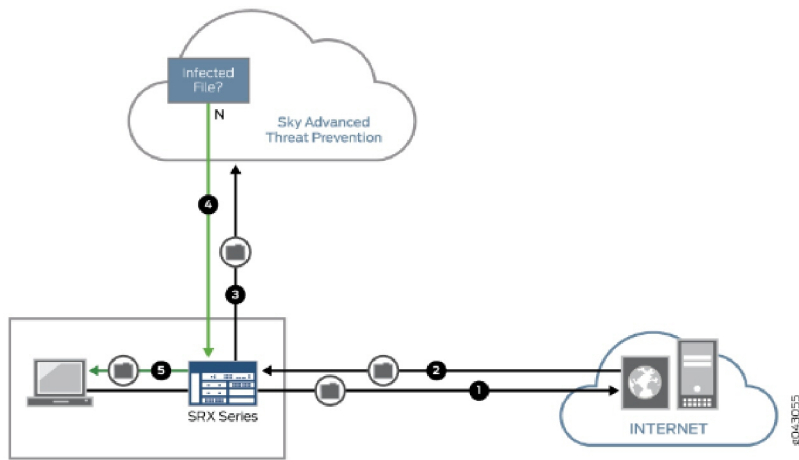 Infected
File?
N
Sky Advanced
Threat Prevention
4
3
5
2
1
SRX Series
INTERNET
g043055